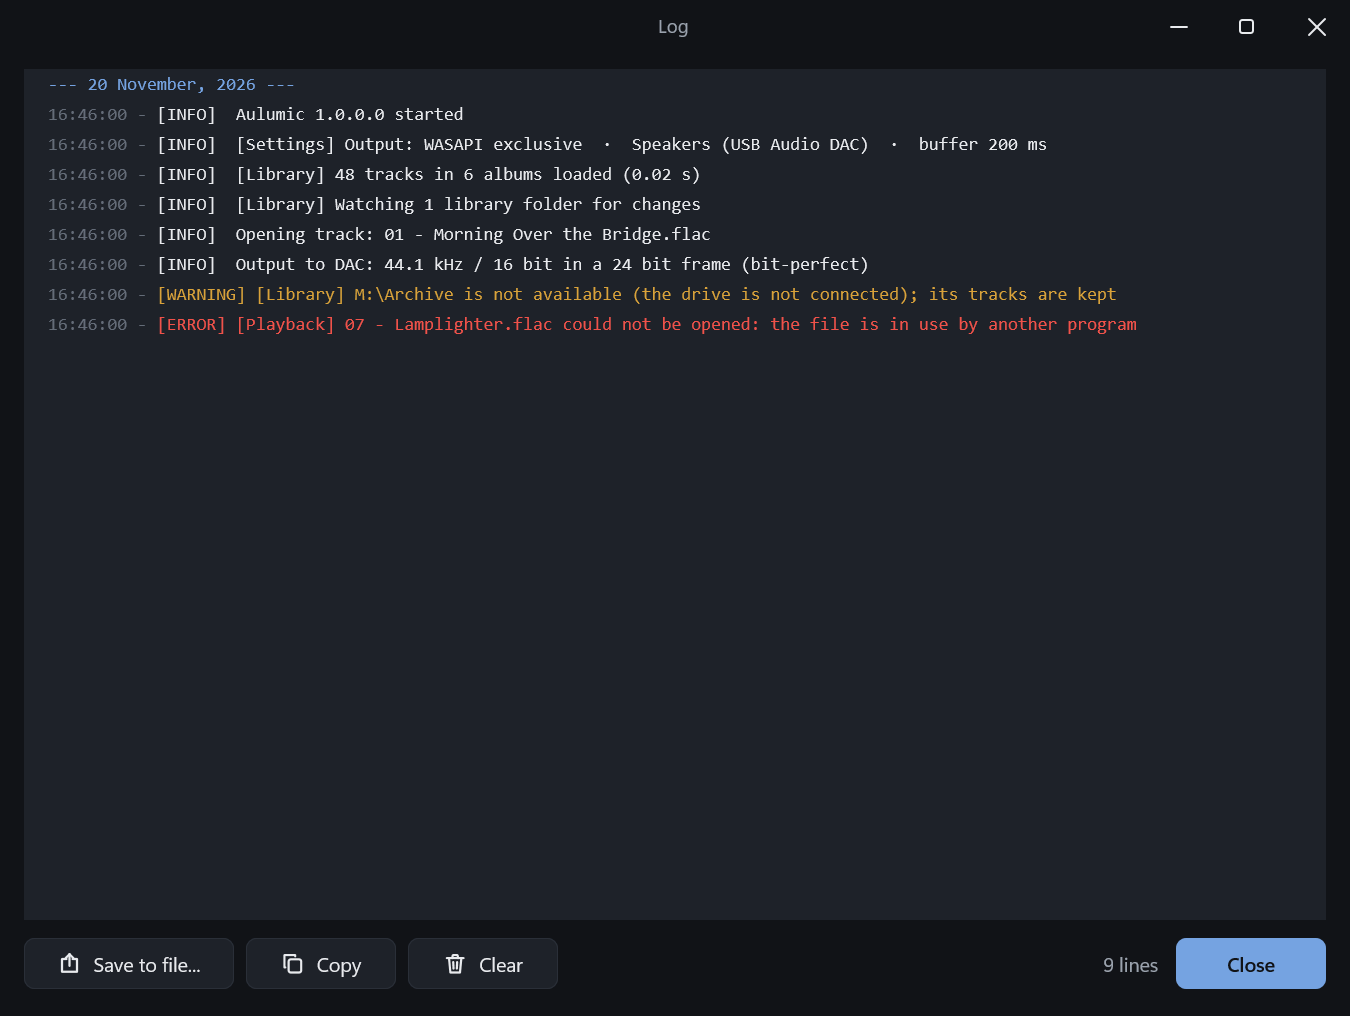 Log
--- 20 November, 2026 ---
16:46:00 - [INFO]  Aulumic 1.0.0.0 started
16:46:00 - [INFO]  [Settings] Output: WASAPI exclusive  ·  Speakers (USB Audio DAC)  ·  buffer 200 ms
16:46:00 - [INFO]  [Library] 48 tracks in 6 albums loaded (0.02 s)
16:46:00 - [INFO]  [Library] Watching 1 library folder for changes
16:46:00 - [INFO]  Opening track: 01 - Morning Over the Bridge.flac
16:46:00 - [INFO]  Output to DAC: 44.1 kHz / 16 bit in a 24 bit frame (bit-perfect)
16:46:00 - [WARNING] [Library] M:\Archive is not available (the drive is not connected); its tracks are kept
16:46:00 - [ERROR] [Playback] 07 - Lamplighter.flac could not be opened: the file is in use by another program
Save to file... Copy Clear 9 lines Close